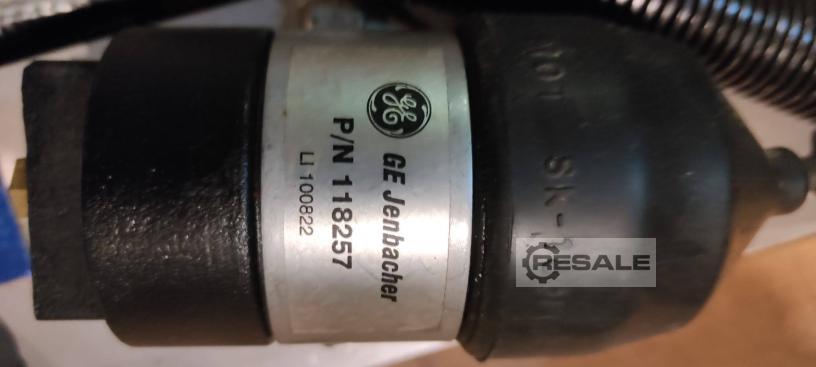 GE
GE Jenbacher
P/N 118257
LI 100822
RESALE